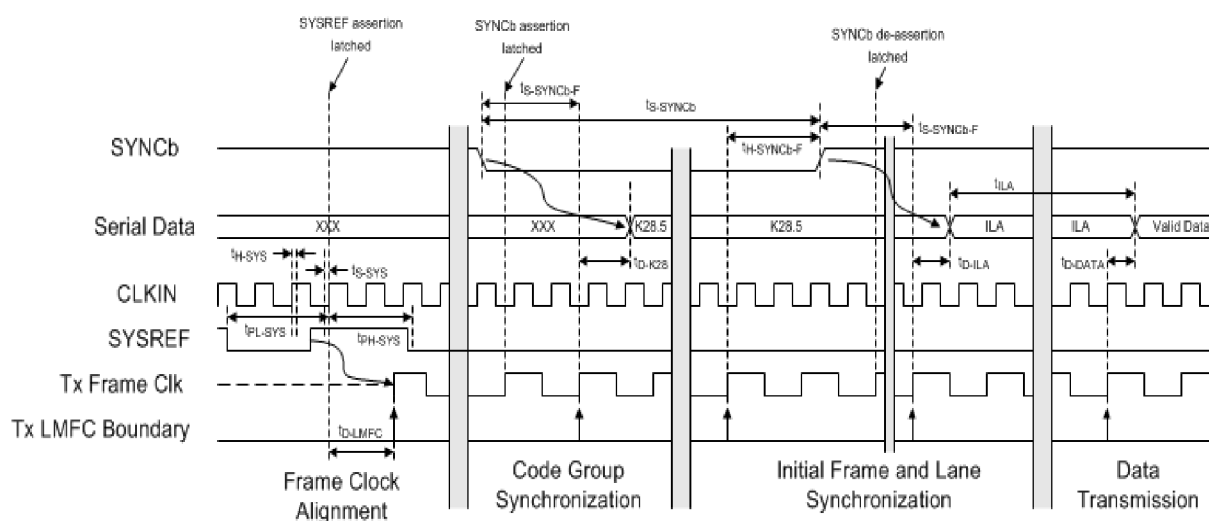 SYSREF assertion
latched
SYNCb assertion
latched
SYNCb de-assertion
latched
tS-SYNCb-F
tS-SYNCb
tS-SYNCb-F
SYNCb
tH-SYNCb-F
tILA
Serial Data
XXX
XXX
K28.5
K28.5
ILA
ILA
Valid Data
tH-SYS
tS-SYS
tD-K28
tD-ILA
tD-DATA
CLKIN
tPL-SYS
tPH-SYS
SYSREF
Tx Frame Clk
Tx LMFC Boundary
tD-LMFC
Frame Clock
Alignment
Code Group
Synchronization
Initial Frame and Lane
Synchronization
Data
Transmission